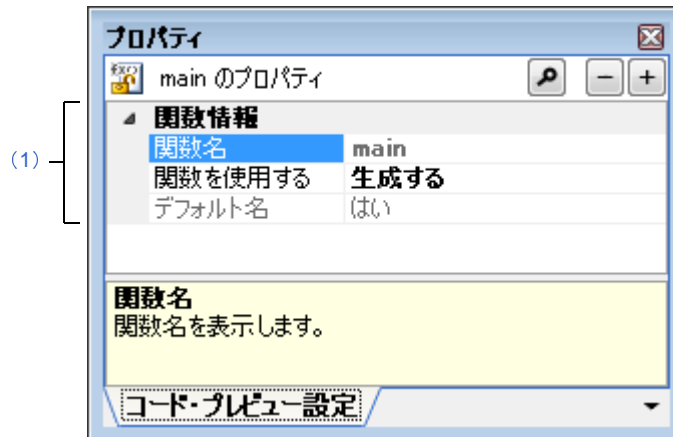 プロパティ
main のプロパティ
(1)
関数情報
関数名 main
関数を使用する 生成する
デフォルト名 はい
関数名
関数名を表示します。
コード・プレビュー設定